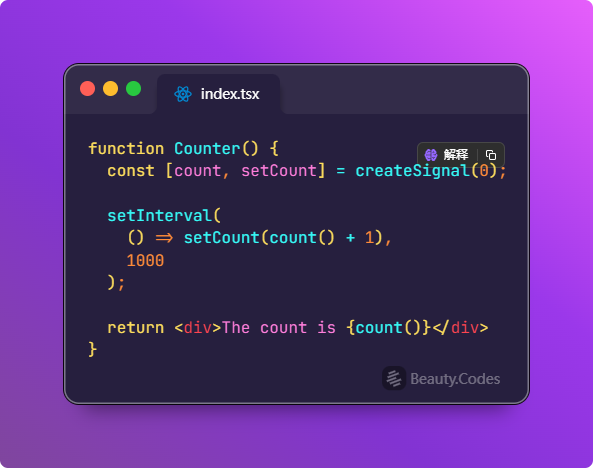 index.tsx
function Counter() {
解释
const [count, setCount] = createSignal(0);
setInterval(
() => setCount(count() + 1),
1000
);
return <div>The count is {count()}</div>
}
Beauty.Codes